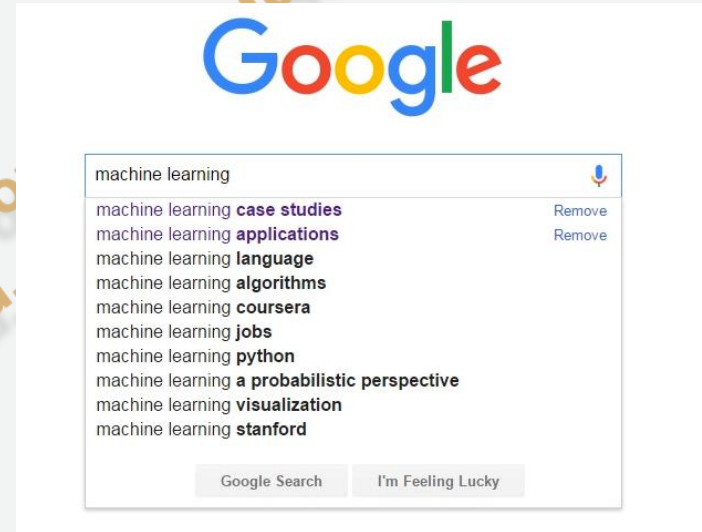 Google
machine learning
machine learning case studies Remove
machine learning applications Remove
machine learning language
machine learning algorithms
machine learning coursera
machine learning jobs
machine learning python
machine learning a probabilistic perspective
machine learning visualization
machine learning stanford
Google Search I'm Feeling Lucky